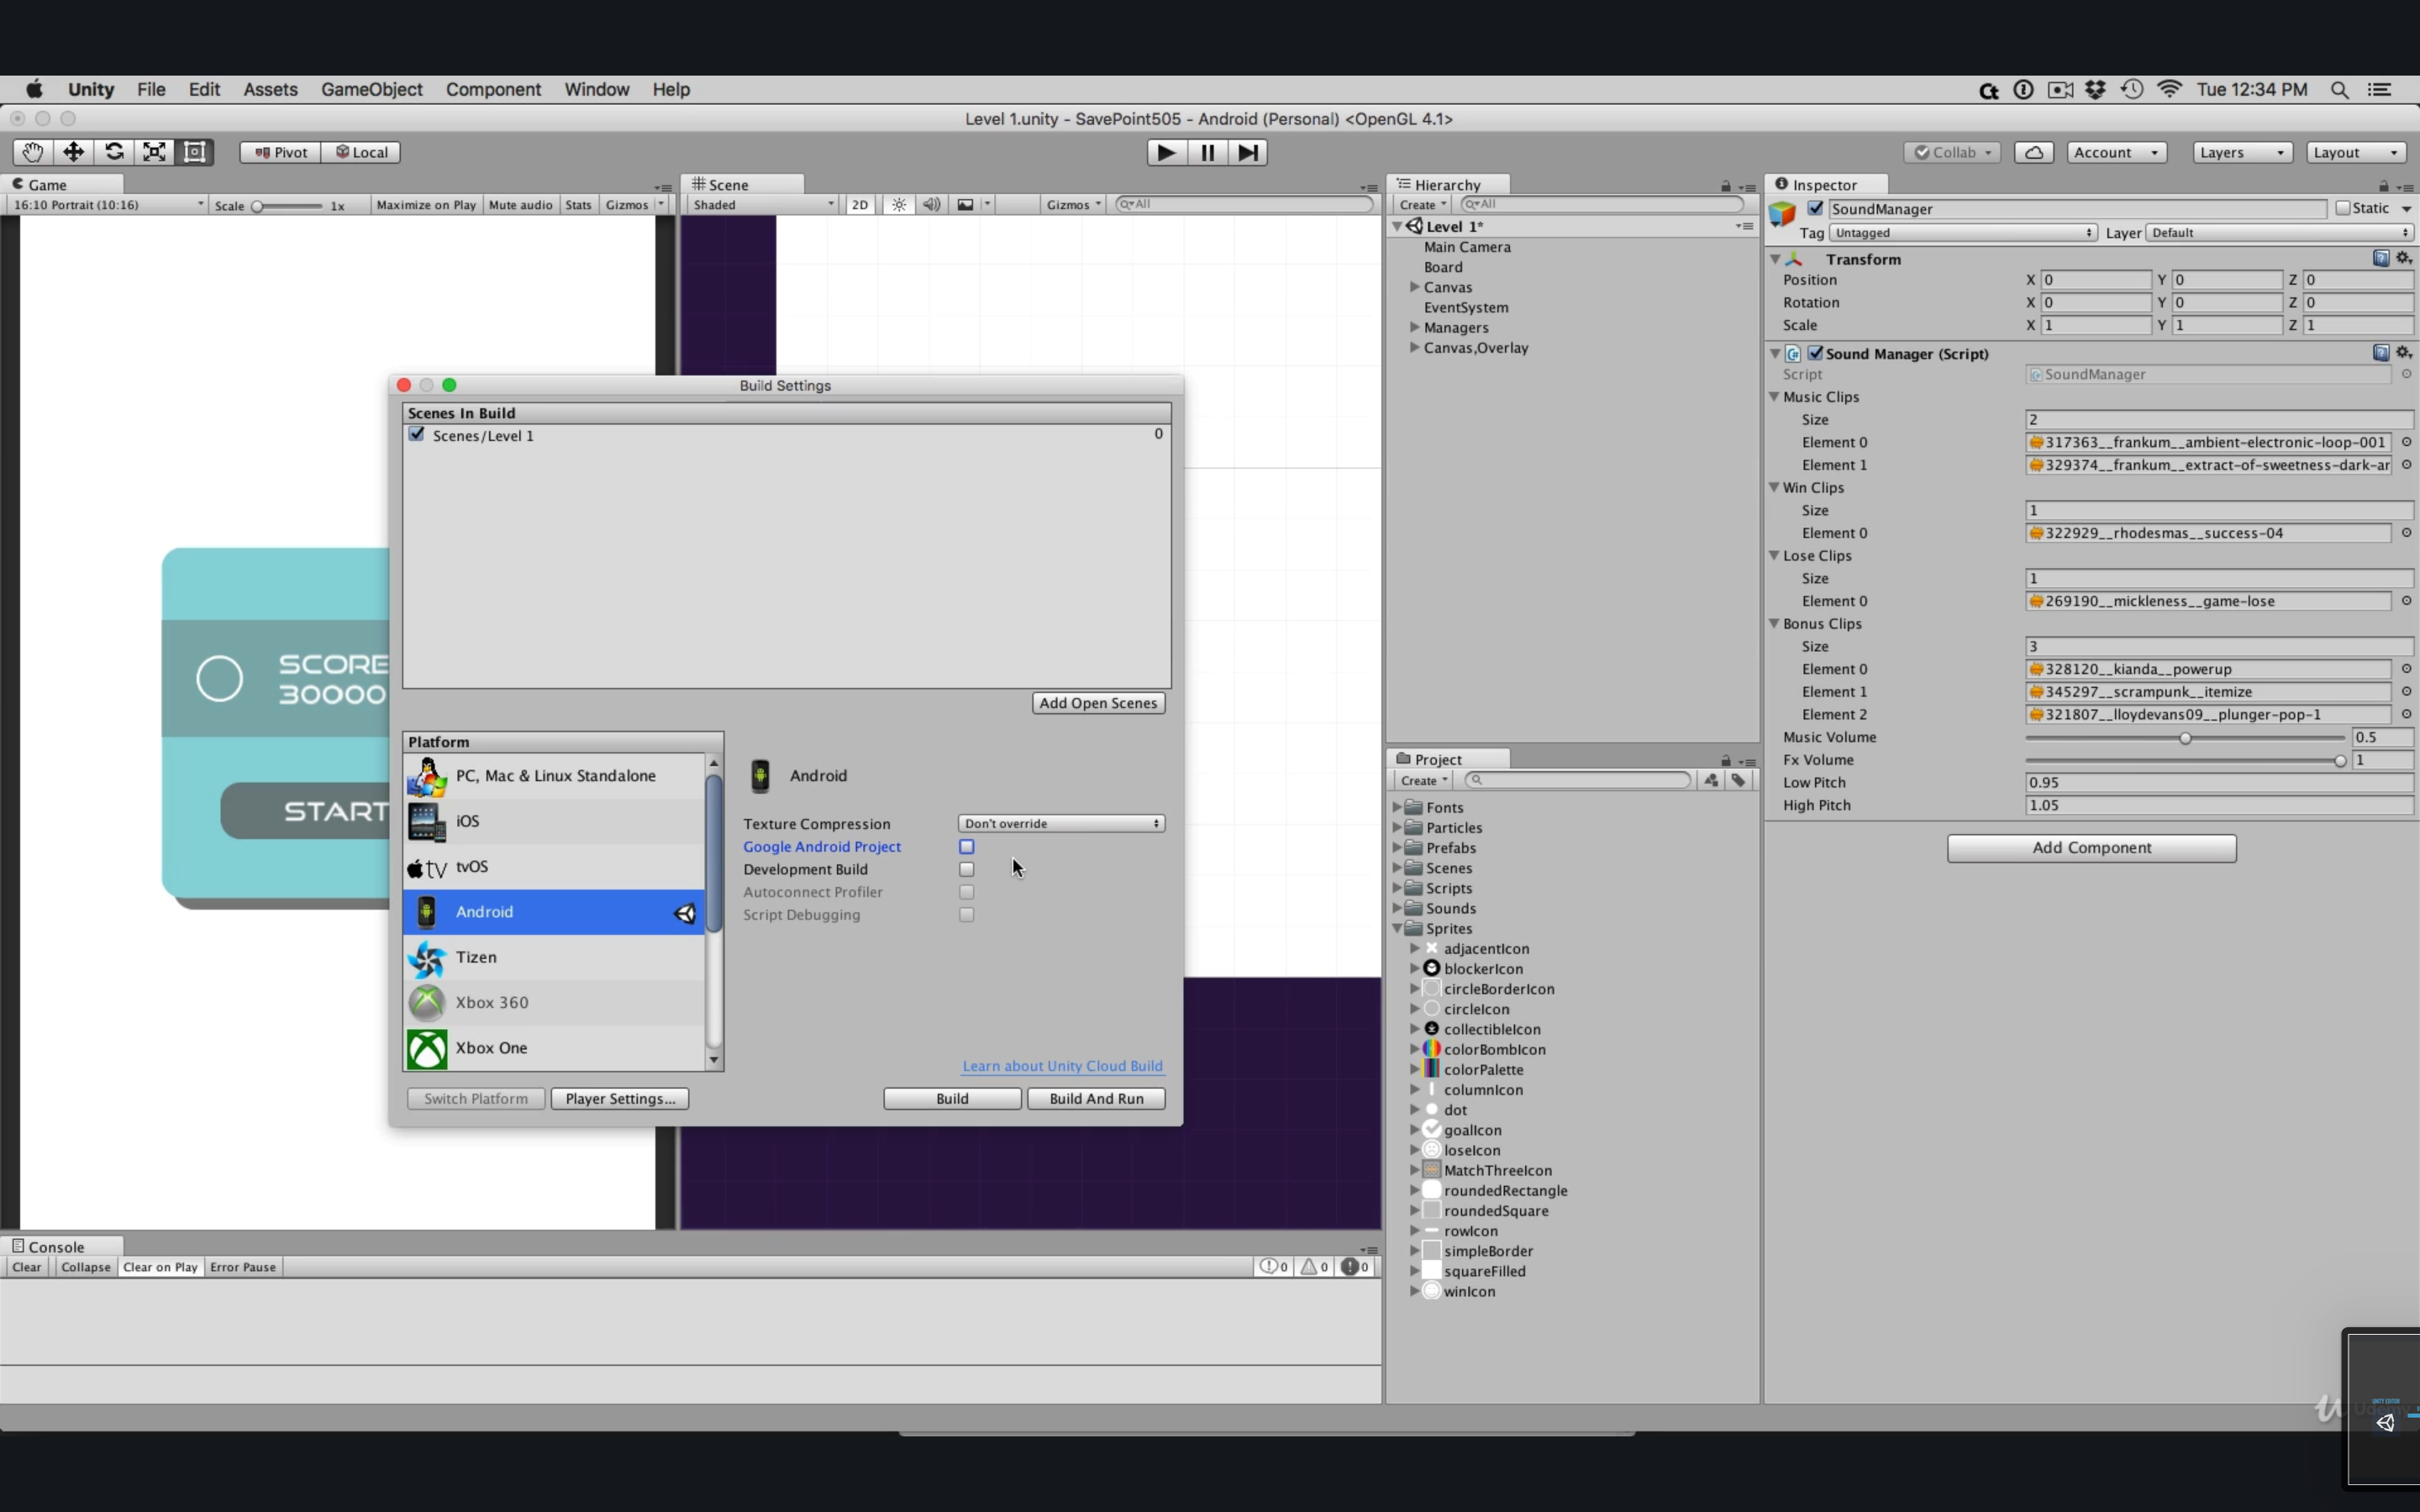 Unity File Edit Assets GameObject Component Window Help Tue 12:34 PM
Level 1.unity - SavePoint505 - Android (Personal) <OpenGL 4.1>
Pivot Local Collab Account Layers Layout
Game
16:10 Portrait (10:16) Scale 1x Maximize on Play Mute audio Stats Gizmos
SCORE
30000
START
Scene
Shaded 2D Gizmos All
Build Settings
Scenes In Build
Scenes/Level 1 0
Add Open Scenes
Platform
PC, Mac & Linux Standalone
iOS
tv tvOS
Android
Tizen
Xbox 360
Xbox One
Android
Texture Compression Don't override
Google Android Project
Development Build
Autoconnect Profiler
Script Debugging
Learn about Unity Cloud Build
Switch Platform Player Settings... Build Build And Run
Console
Clear Collapse Clear on Play Error Pause 0 0 0
Hierarchy
Create All
Level 1*
Main Camera
Board
Canvas
EventSystem
Managers
Canvas,Overlay
Project
Create
Fonts
Particles
Prefabs
Scenes
Scripts
Sounds
Sprites
adjacentIcon
blockerIcon
circleBorderIcon
circleIcon
collectibleIcon
colorBombIcon
colorPalette
columnIcon
dot
goalIcon
loseIcon
MatchThreeIcon
roundedRectangle
roundedSquare
rowIcon
simpleBorder
squareFilled
winIcon
Inspector
SoundManager Static
Tag Untagged Layer Default
Transform
Position X 0 Y 0 Z 0
Rotation X 0 Y 0 Z 0
Scale X 1 Y 1 Z 1
Sound Manager (Script)
Script SoundManager
Music Clips
Size 2
Element 0 317363__frankum__ambient-electronic-loop-001
Element 1 329374__frankum__extract-of-sweetness-dark-ar
Win Clips
Size 1
Element 0 322929__rhodesmas__success-04
Lose Clips
Size 1
Element 0 269190__mickleness__game-lose
Bonus Clips
Size 3
Element 0 328120__kianda__powerup
Element 1 345297__scrampunk__itemize
Element 2 321807__lloydevans09__plunger-pop-1
Music Volume 0.5
Fx Volume 1
Low Pitch 0.95
High Pitch 1.05
Add Component